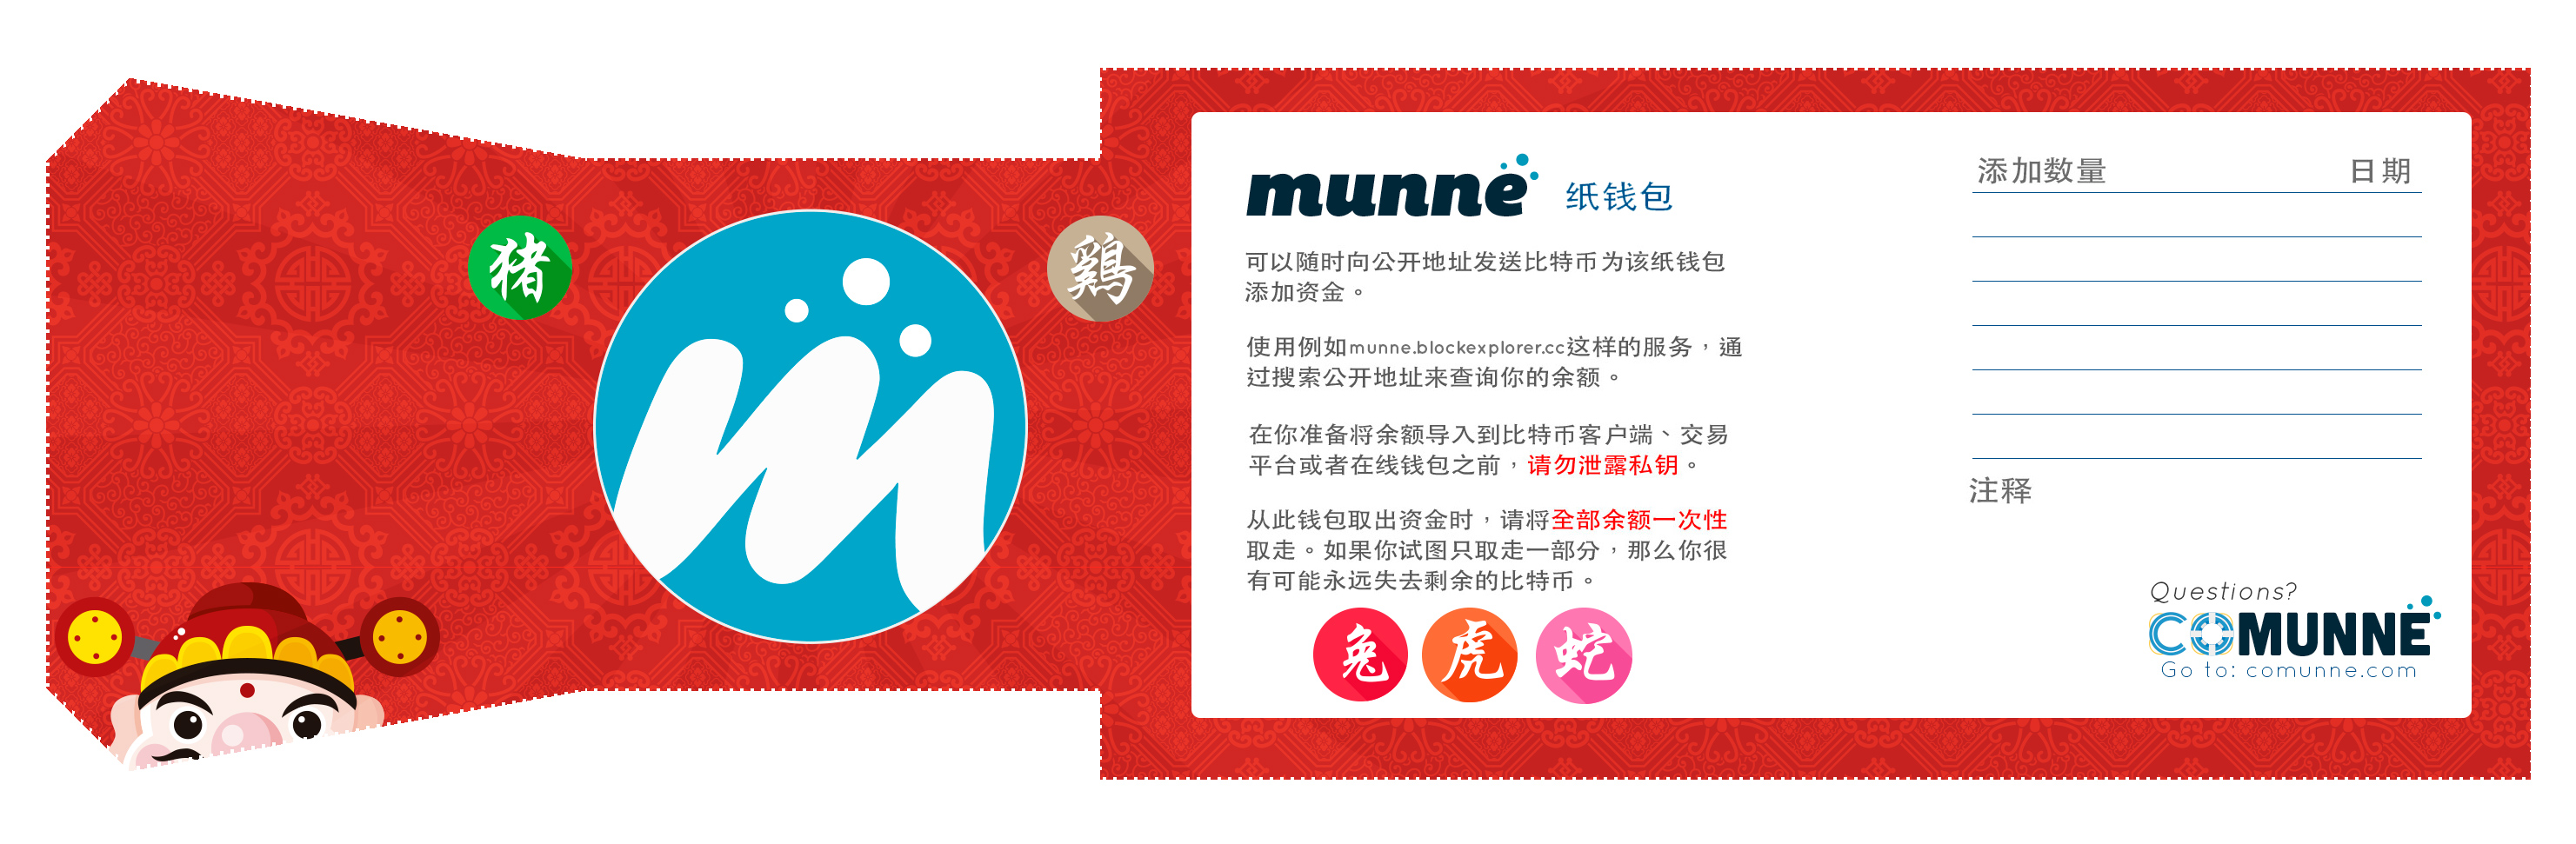 猪
鷄
munne 纸钱包
可以随时向公开地址发送比特币为该纸钱包
添加资金。
使用例如munne.blockexplorer.cc这样的服务，通
过搜索公开地址来查询你的余额。
在你准备将余额导入到比特币客户端、交易
平台或者在线钱包之前，请勿泄露私钥。
从此钱包取出资金时，请将全部余额一次性
取走。如果你试图只取走一部分，那么你很
有可能永远失去剩余的比特币。
兔 虎 蛇
添加数量 日期
注释
Questions?
COMUNNE
Go to: comunne.com